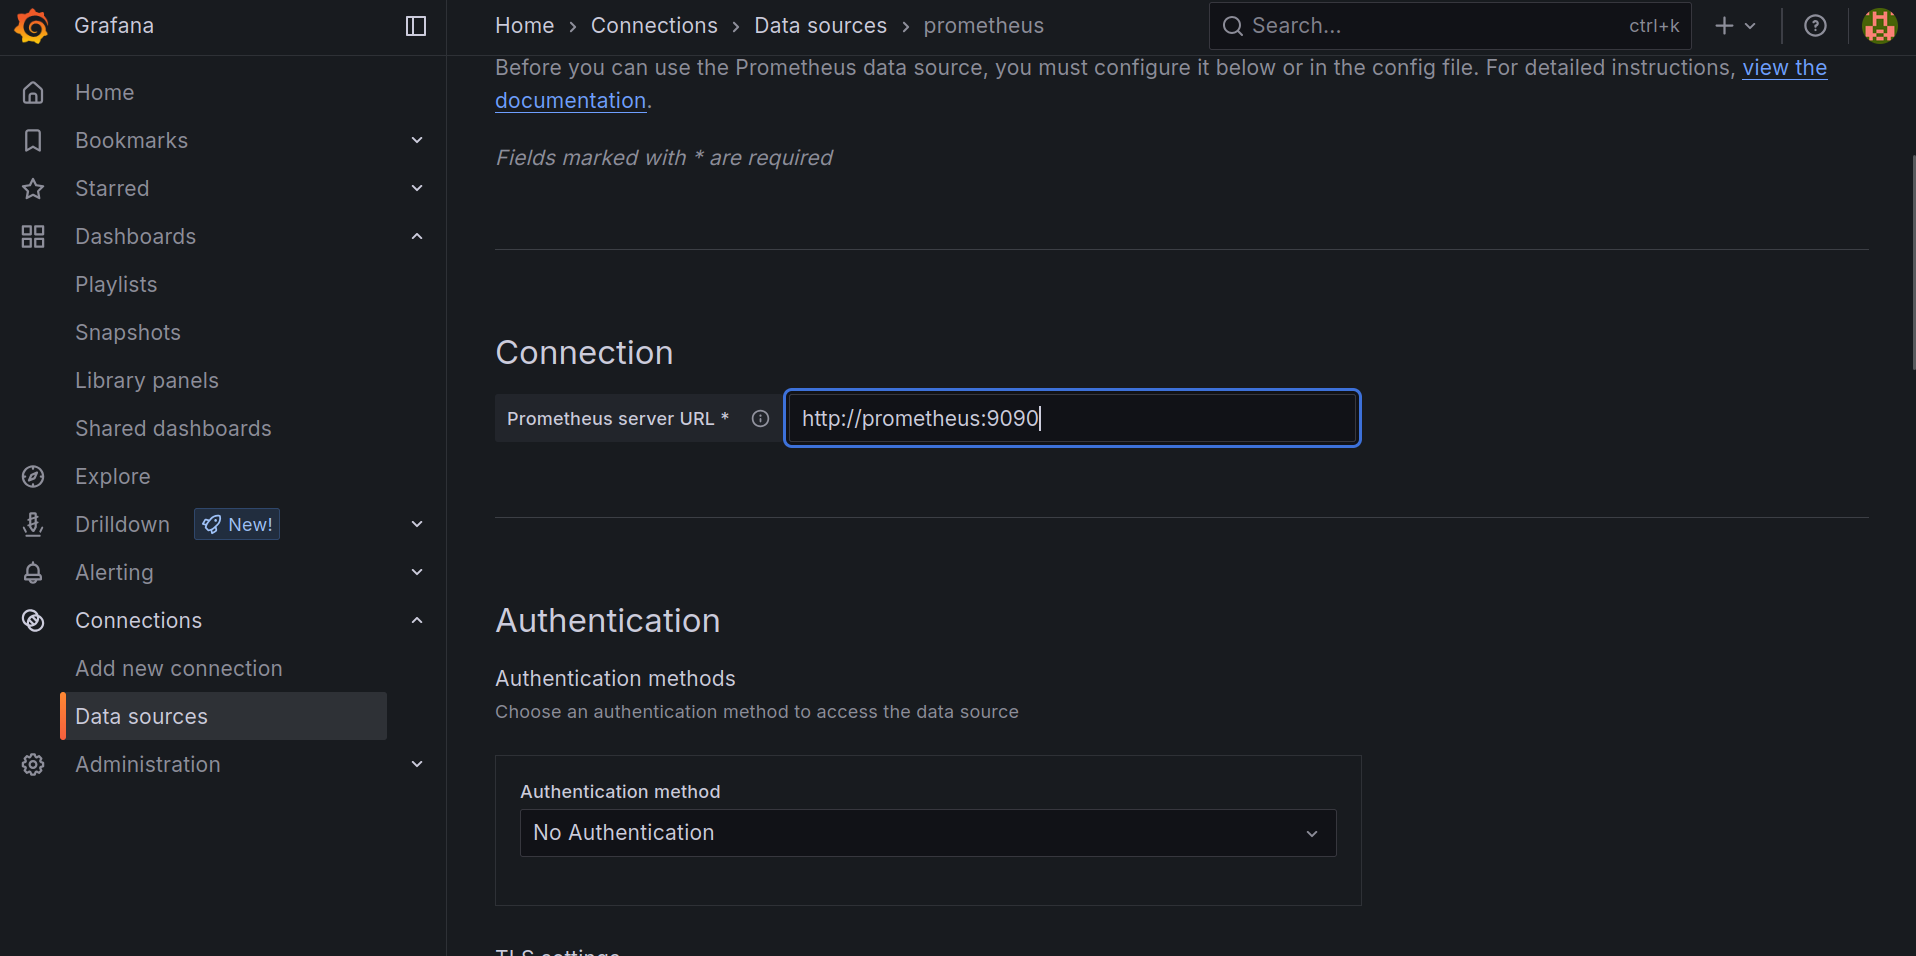 Grafana
Home › Connections › Data sources › prometheus
Search...
ctrl+k
Home
Bookmarks
Starred
Dashboards
Playlists
Snapshots
Library panels
Shared dashboards
Explore
Drilldown
New!
Alerting
Connections
Add new connection
Data sources
Administration
Before you can use the Prometheus data source, you must configure it below or in the config file. For detailed instructions, view the
documentation.
Fields marked with * are required
Connection
Prometheus server URL *
http://prometheus:9090
Authentication
Authentication methods
Choose an authentication method to access the data source
Authentication method
No Authentication
TLS settings